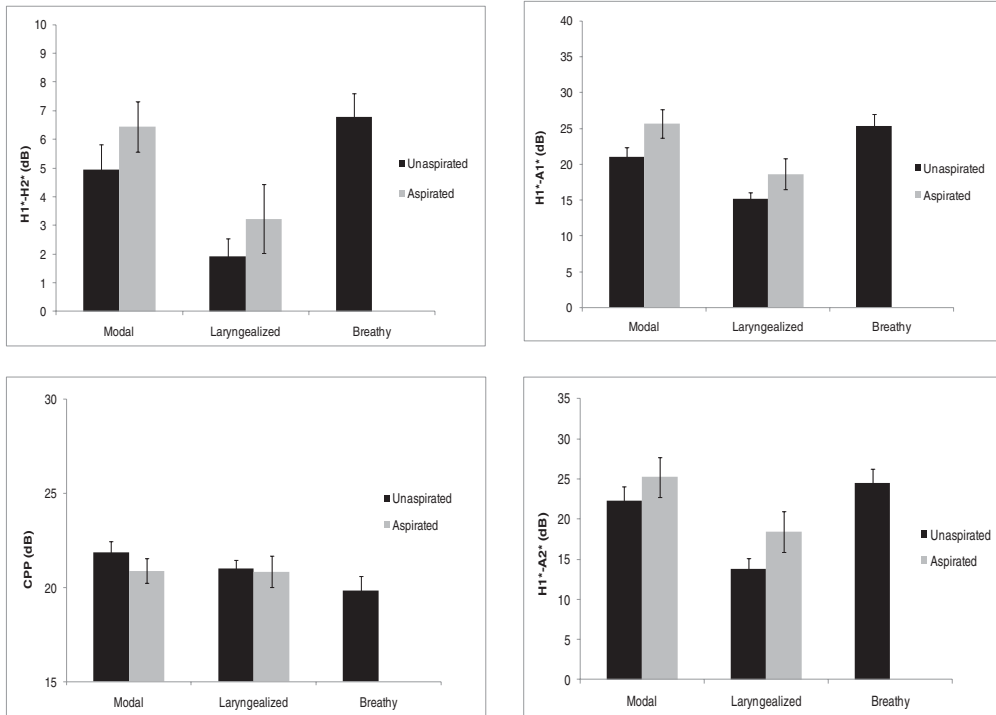 10
9
8
7
6
5
4
3
2
1
0
H1*-H2* (dB)
Modal
Laryngealized
Breathy
Unaspirated
Aspirated
40
35
30
25
20
15
10
5
0
H1*-A1* (dB)
Modal
Laryngealized
Breathy
Unaspirated
Aspirated
30
25
20
15
CPP (dB)
Modal
Laryngealized
Breathy
Unaspirated
Aspirated
35
30
25
20
15
10
5
0
H1*-A2* (dB)
Modal
Laryngealized
Breathy
Unaspirated
Aspirated